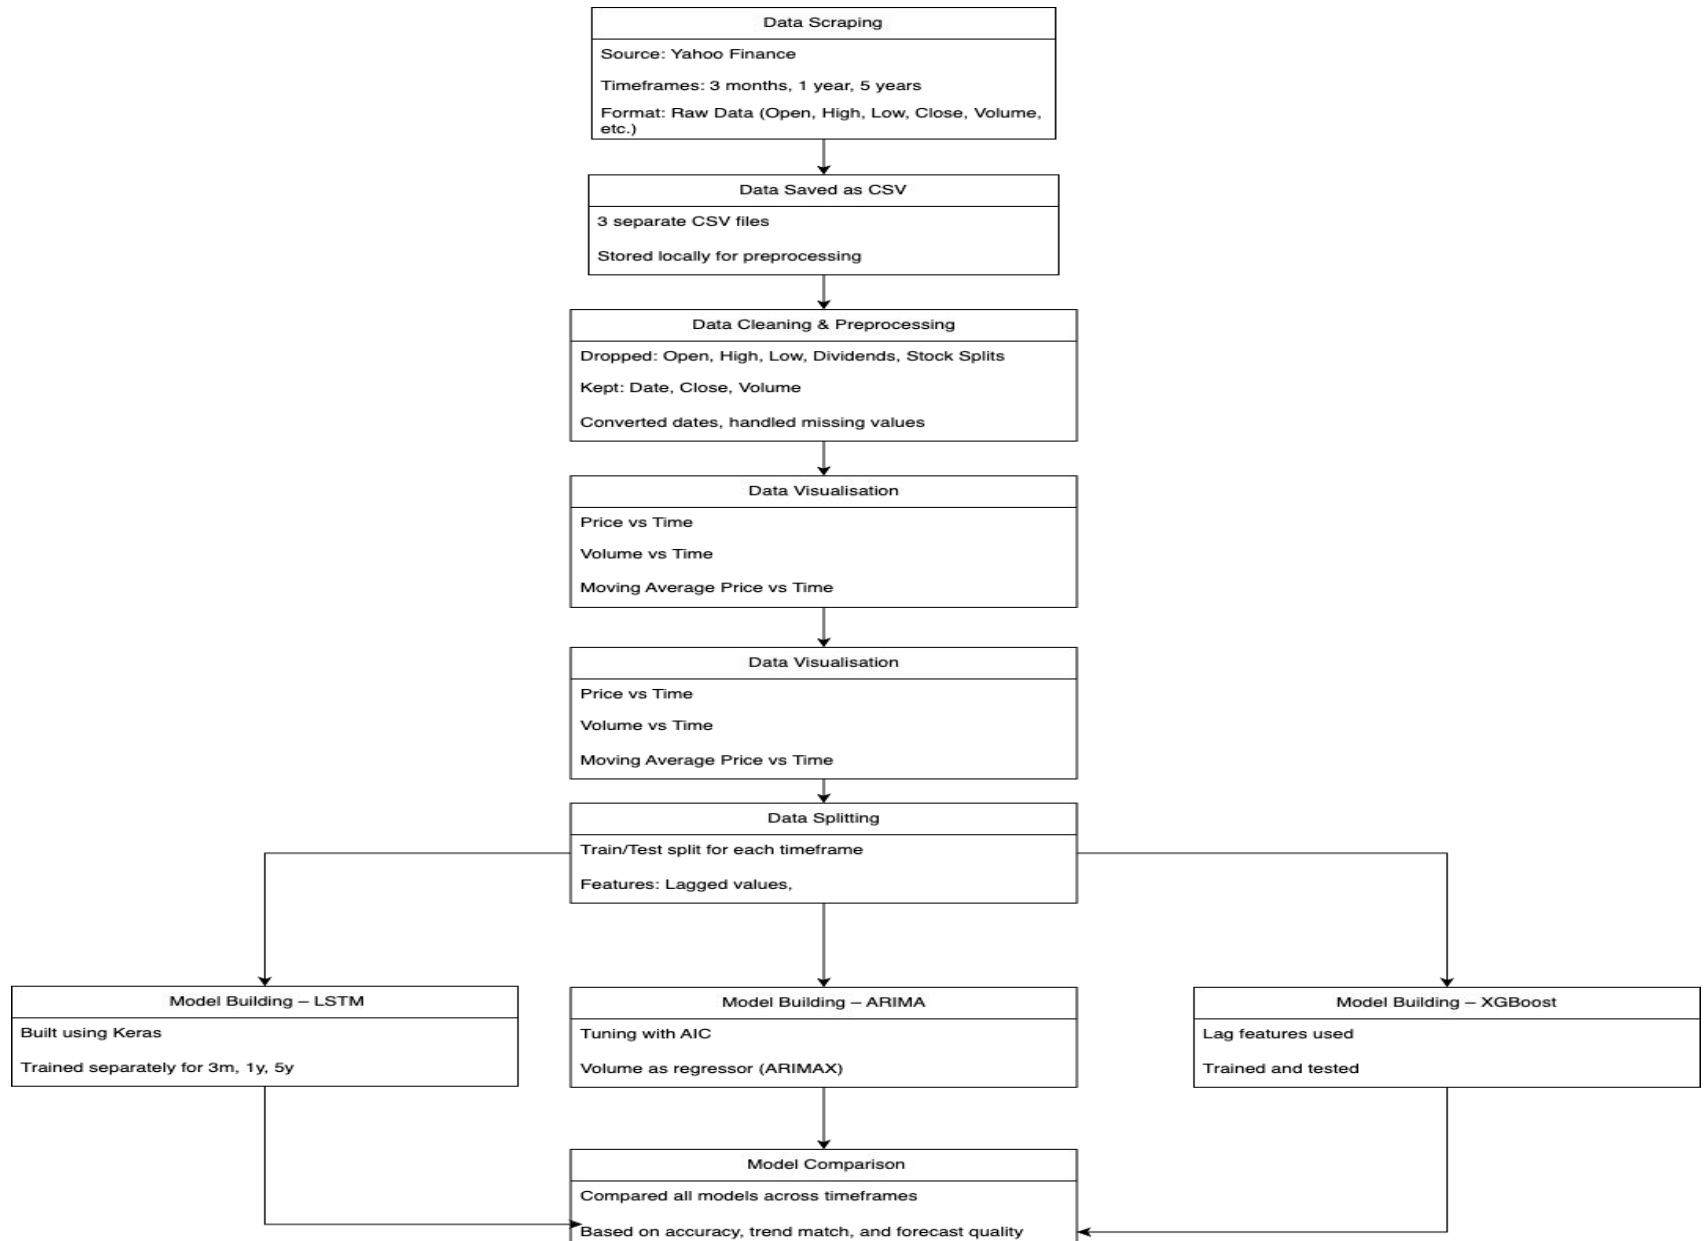 Data Scraping
Source: Yahoo Finance
Timeframes: 3 months, 1 year, 5 years
Format: Raw Data (Open, High, Low, Close, Volume,
etc.)
Data Saved as CSV
3 separate CSV files
Stored locally for preprocessing
Data Cleaning & Preprocessing
Dropped: Open, High, Low, Dividends, Stock Splits
Kept: Date, Close, Volume
Converted dates, handled missing values
Data Visualisation
Price vs Time
Volume vs Time
Moving Average Price vs Time
Data Visualisation
Price vs Time
Volume vs Time
Moving Average Price vs Time
Data Splitting
Train/Test split for each timeframe
Features: Lagged values,
Model Building – LSTM
Built using Keras
Trained separately for 3m, 1y, 5y
Model Building – ARIMA
Tuning with AIC
Volume as regressor (ARIMAX)
Model Building – XGBoost
Lag features used
Trained and tested
Model Comparison
Compared all models across timeframes
Based on accuracy, trend match, and forecast quality